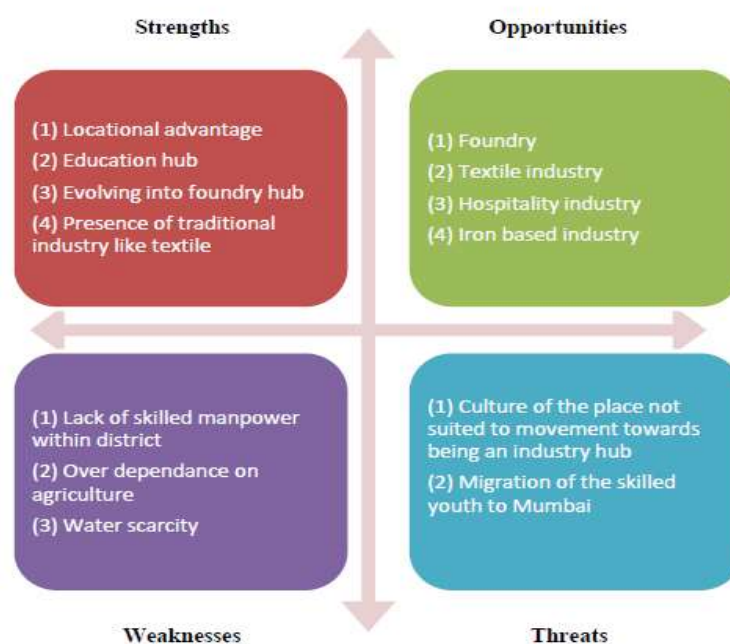 Strengths
Opportunities
(1) Locational advantage
(2) Education hub
(3) Evolving into foundry hub
(4) Presence of traditional
industry like textile
(1) Foundry
(2) Textile industry
(3) Hospitality industry
(4) Iron based industry
(1) Lack of skilled manpower
within district
(2) Over dependance on
agriculture
(3) Water scarcity
(1) Culture of the place not
suited to movement towards
being an industry hub
(2) Migration of the skilled
youth to Mumbai
Weaknesses
Threats